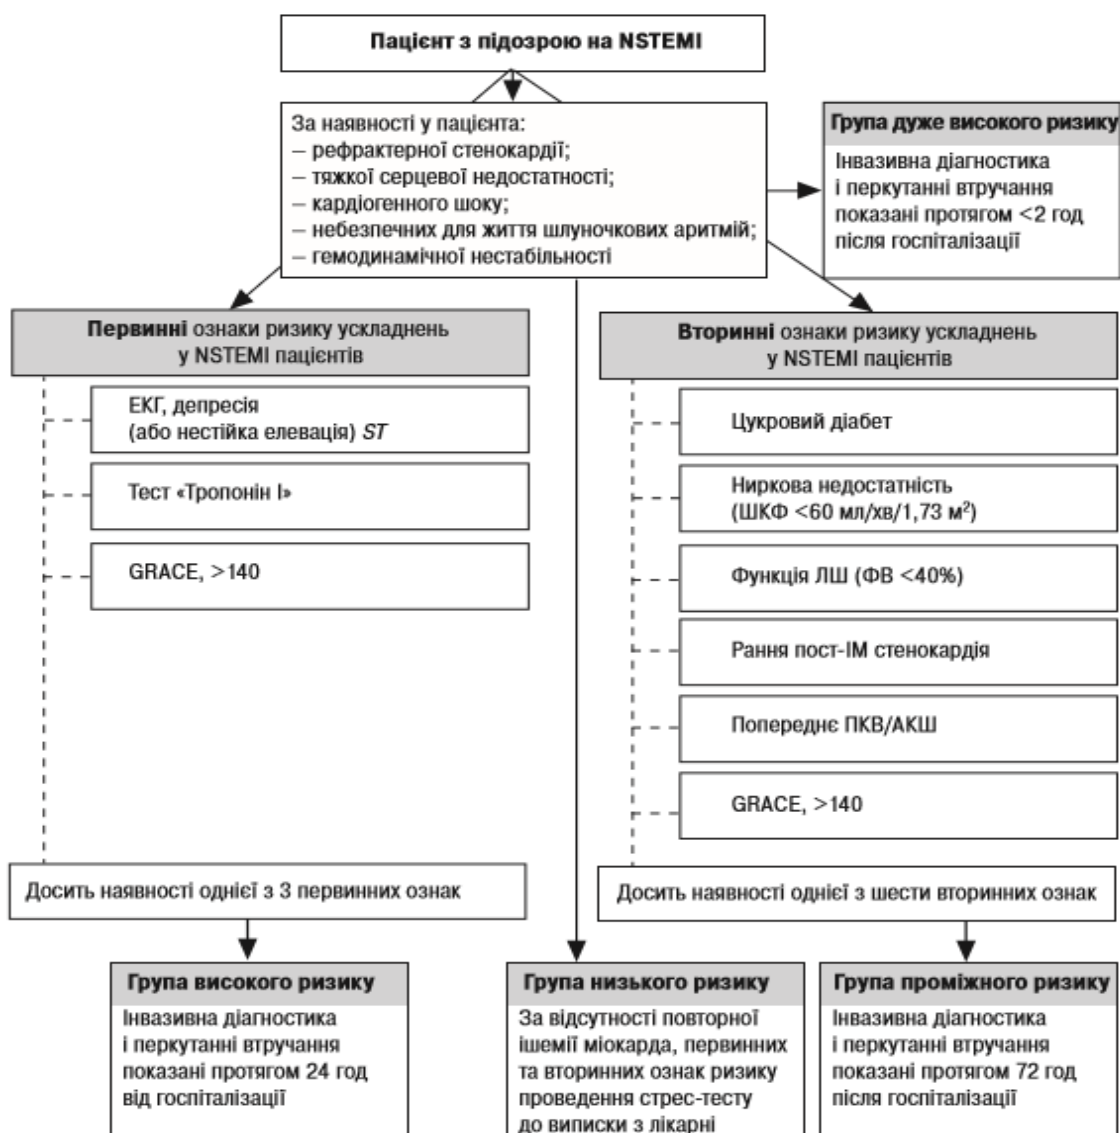 Пацієнт з підозрою на NSTEMI
За наявності у пацієнта:
– рефрактерної стенокардії;
– тяжкої серцевої недостатності;
– кардіогенного шоку;
– небезпечних для життя шлуночкових аритмій;
– гемодинамічної нестабільності
Група дуже високого ризику
Інвазивна діагностика
і перкутанні втручання
показані протягом <2 год
після госпіталізації
Первинні ознаки ризику ускладнень
у NSTEMI пацієнтів
ЕКГ, депресія
(або нестійка елевація) ST
Тест «Тропонін І»
GRACE, >140
Досить наявності однієї з 3 первинних ознак
Вторинні ознаки ризику ускладнень
у NSTEMI пацієнтів
Цукровий діабет
Ниркова недостатність
(ШКФ <60 мл/хв/1,73 м²)
Функція ЛШ (ФВ <40%)
Рання пост-ІМ стенокардія
Попереднє ПКВ/АКШ
GRACE, >140
Досить наявності однієї з шести вторинних ознак
Група високого ризику
Інвазивна діагностика
і перкутанні втручання
показані протягом 24 год
від госпіталізації
Група низького ризику
За відсутності повторної
ішемії міокарда, первинних
та вторинних ознак ризику
проведення стрес-тесту
до виписки з лікарні
Група проміжного ризику
Інвазивна діагностика
і перкутанні втручання
показані протягом 72 год
після госпіталізації